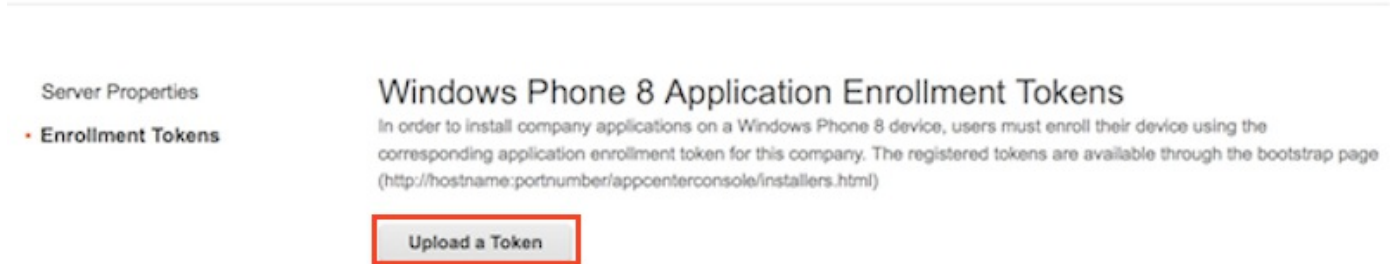 Server Properties
Enrollment Tokens
Windows Phone 8 Application Enrollment Tokens
In order to install company applications on a Windows Phone 8 device, users must enroll their device using the
corresponding application enrollment token for this company. The registered tokens are available through the bootstrap page
(http://hostname:portnumber/appcenterconsole/installers.html)
Upload a Token